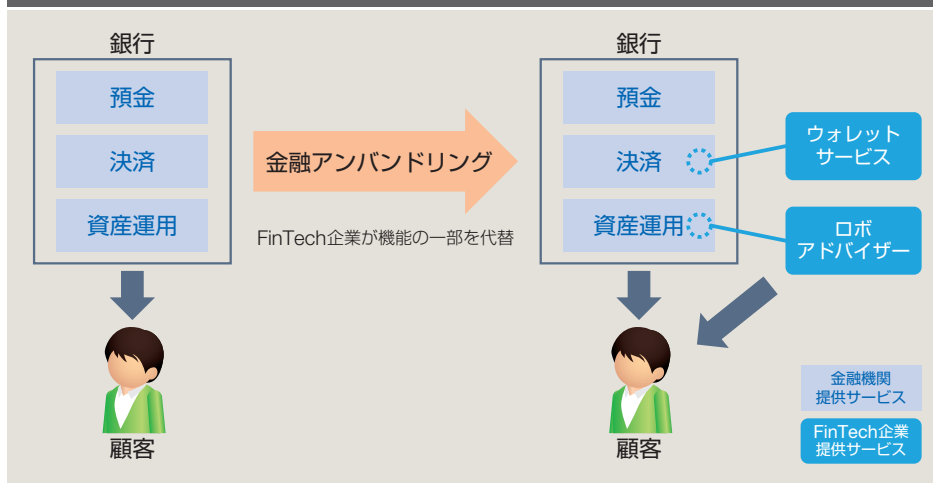 銀行
預金
決済
資産運用
顧客
金融アンバンドリング
FinTech企業が機能の一部を代替
銀行
預金
決済
資産運用
顧客
ウォレット
サービス
ロボ
アドバイザー
金融機関
提供サービス
FinTech企業
提供サービス